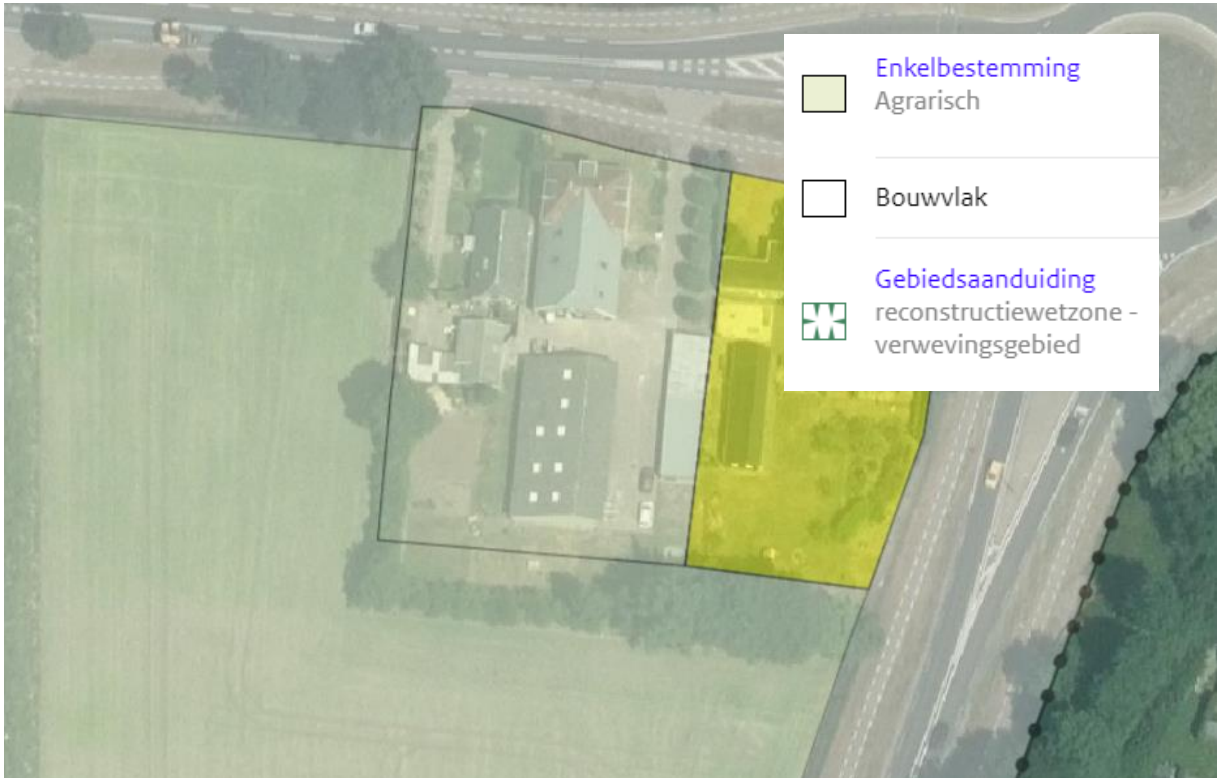 Enkelbestemming
Agrarisch
Bouwvlak
Gebiedsaanduiding
reconstructiewetzone -
verwevingsgebied